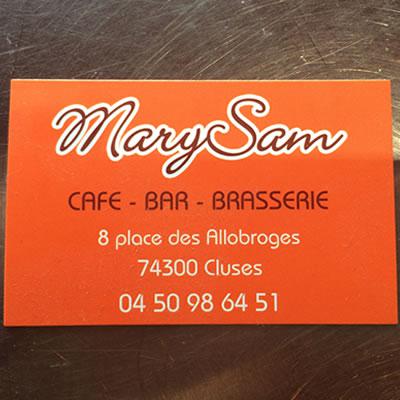 MarySam
CAFE - BAR - BRASSERIE
8 place des Allobroges
74300 Cluses
04 50 98 64 51